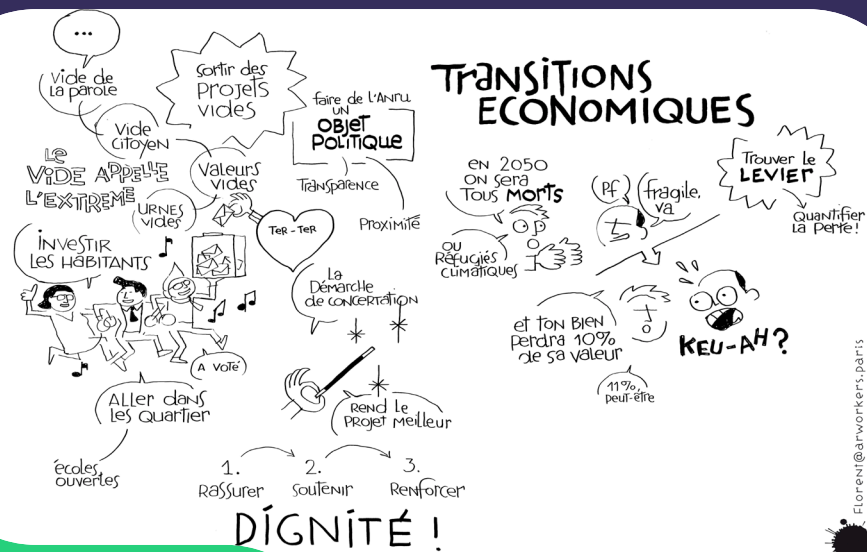 ...
Vide de
la parole
Vide
citoyen
Le
vide appelle
l'extrême
Valeurs
vides
Urnes
vides
Sortir des
projets
vides
faire de l'Anru
un
objet
politique
Transparence
Proximité
Ter-Ter
Investir
les habitants
A voté
Aller dans
les quartier
écoles
ouvertes
La
Démarche
de concertation
Rend le
projet meilleur
1. 2. 3.
Rassurer Soutenir Renforcer
DIGNITÉ !
Transitions
economiques
en 2050
on sera
tous morts
ou
Réfugiés
climatiques
Pf
fragile,
va
Trouver le
levier
Quantifier
la perte!
et ton bien
perdra 10%
de sa valeur
11%,
peut-être
KEU-AH?
Florent@arworkers.paris